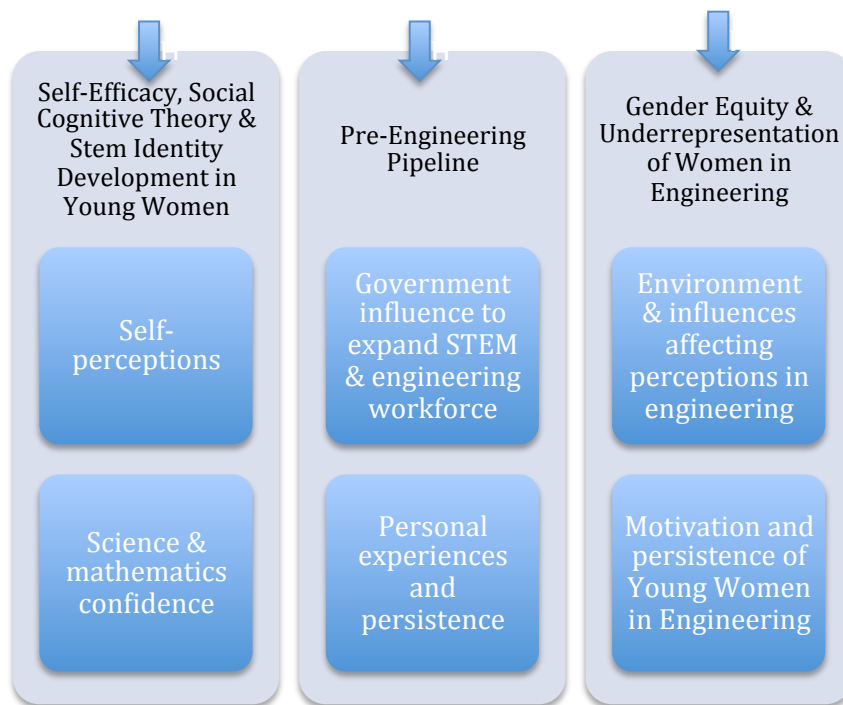 Self-Efficacy, Social
Cognitive Theory &
Stem Identity
Development in
Young Women
Self-
perceptions
Science &
mathematics
confidence
Pre-Engineering
Pipeline
Government
influence to
expand STEM
& engineering
workforce
Personal
experiences
and
persistence
Gender Equity &
Underrepresentation
of Women in
Engineering
Environment
& influences
affecting
perceptions in
engineering
Motivation and
persistence of
Young Women
in Engineering